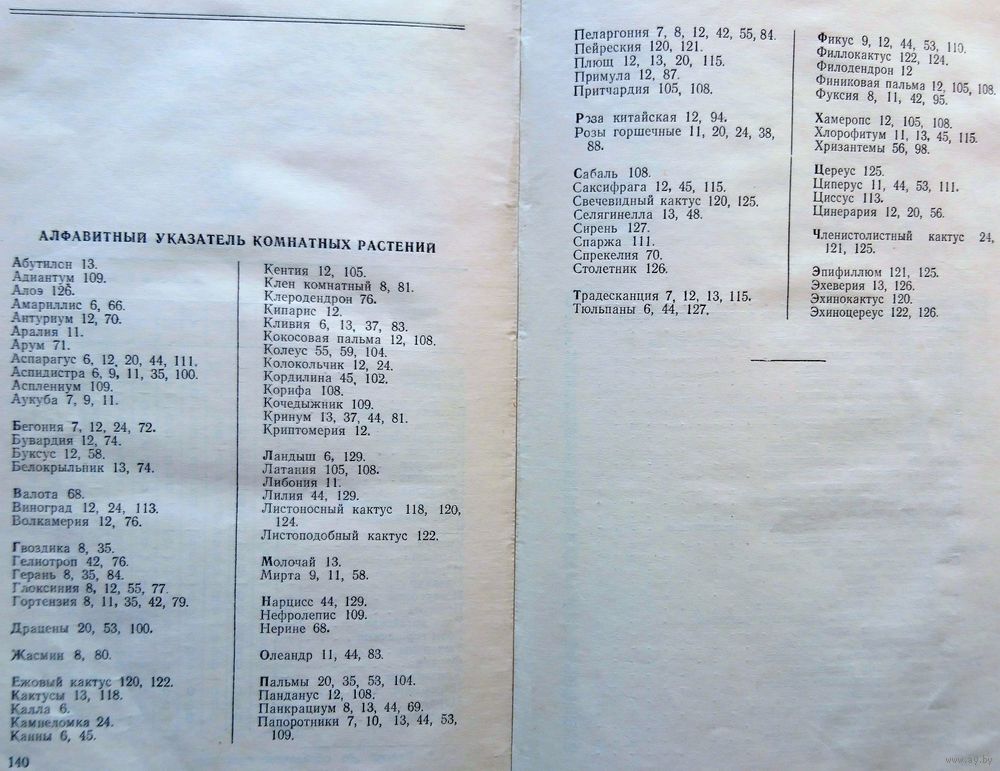 АЛФАВИТНЫЙ УКАЗАТЕЛЬ КОМНАТНЫХ РАСТЕНИЙ
Абутилон 13.
Адиантум 109.
Алоэ 126.
Амариллис 6, 66.
Антуриум 12, 70.
Аралия 11.
Арум 71.
Аспарагус 6, 12, 20, 44, 111.
Аспидистра 6, 9, 11, 35, 100.
Асплениум 109.
Аукуба 7, 9, 11.
Бегония 7, 12, 24, 72.
Бувардия 12, 74.
Буксус 12, 58.
Белокрыльник 13, 74.
Валота 68.
Виноград 12, 24, 113.
Волкамерия 12, 76.
Гвоздика 8, 35.
Гелиотроп 42, 76.
Герань 8, 35, 84.
Глоксиния 8, 12, 55, 77.
Гортензия 8, 11, 35, 42, 79.
Драцены 20, 53, 100.
Жасмин 8, 80.
Ежовый кактус 120, 122.
Кактусы 13, 118.
Калла 6.
Камнеломка 24.
Канны 6, 45.
140
Кентия 12, 105.
Клен комнатный 8, 81.
Клеродендрон 76.
Кипарис 12.
Кливия 6, 13, 37, 83.
Кокосовая пальма 12, 108.
Колеус 55, 59, 104.
Колокольчик 12, 24.
Кордилина 45, 102.
Корифа 108.
Кочедыжник 109.
Кринум 13, 37, 44, 81.
Криптомерия 12.
Ландыш 6, 129.
Латания 105, 108.
Либония 11.
Лилия 44, 129.
Листоносный кактус 118, 120,
124.
Листоподобный кактус 122.
Молочай 13.
Мирта 9, 11, 58.
Нарцисс 44, 129.
Нефролепис 109.
Нерине 68.
Олеандр 11, 44, 83.
Пальмы 20, 35, 53, 104.
Панданус 12, 108.
Панкрациум 8, 13, 44, 69.
Папоротники 7, 10, 13, 44, 53,
109.
Пеларгония 7, 8, 12, 42, 55, 84.
Пейреския 120, 121.
Плющ 12, 13, 20, 115.
Примула 12, 87.
Притчардия 105, 108.
Роза китайская 12, 94.
Розы горшечные 11, 20, 24, 38,
88.
Сабаль 108.
Саксифрага 12, 45, 115.
Свечевидный кактус 120, 125.
Селягинелла 13, 48.
Сирень 127.
Спаржа 111.
Спрекелия 70.
Столетник 126.
Традесканция 7, 12, 13, 115.
Тюльпаны 6, 44, 127.
Фикус 9, 12, 44, 53, 110.
Филлокактус 122, 124.
Филодендрон 12
Финиковая пальма 12, 105, 108.
Фуксия 8, 11, 42, 95.
Хамеропс 12, 105, 108.
Хлорофитум 11, 13, 45, 115.
Хризантемы 56, 98.
Цереус 125.
Циперус 11, 44, 53, 111.
Циссус 113.
Цинерария 12, 20, 56.
Членистолистный кактус 24,
121, 125.
Эпифиллюм 121, 125.
Эхеверия 13, 126.
Эхинокактус 120.
Эхиноцереус 122, 126.
www.ay.by